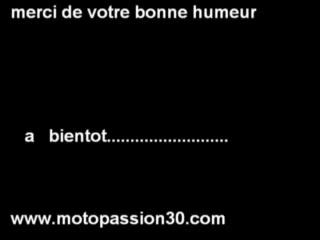 merci de votre bonne humeur
a bientot..........................
www.motopassion30.com